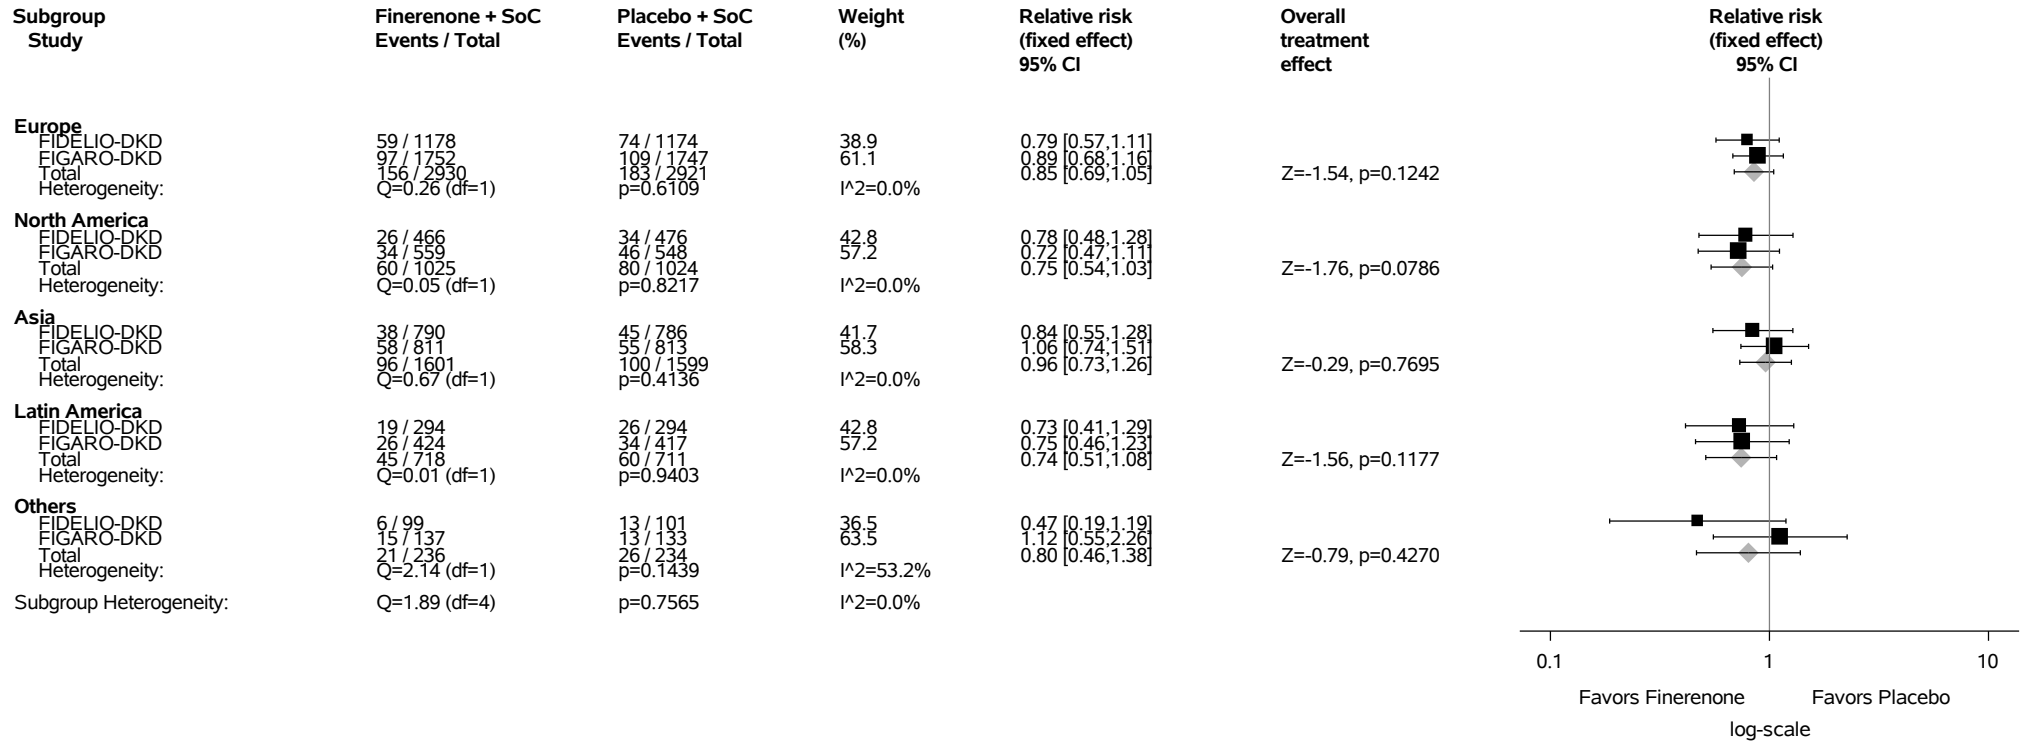 Subgroup Finerenone + SoC Placebo + SoC Weight Relative risk Overall Relative risk
Study Events / Total Events / Total (%) (fixed effect) treatment (fixed effect)
95% CI effect 95% CI
Europe
FIDELIO-DKD 59 / 1178 74 / 1174 38.9 0.79 [0.57,1.11]
FIGARO-DKD 97 / 1752 109 / 1747 61.1 0.89 [0.68,1.16]
Total 156 / 2930 183 / 2921 0.85 [0.69,1.05] Z=-1.54, p=0.1242
Heterogeneity: Q=0.26 (df=1) p=0.6109 I^2=0.0%
North America
FIDELIO-DKD 26 / 466 34 / 476 42.8 0.78 [0.48,1.28]
FIGARO-DKD 34 / 559 46 / 548 57.2 0.72 [0.47,1.11]
Total 60 / 1025 80 / 1024 0.75 [0.54,1.03] Z=-1.76, p=0.0786
Heterogeneity: Q=0.05 (df=1) p=0.8217 I^2=0.0%
Asia
FIDELIO-DKD 38 / 790 45 / 786 41.7 0.84 [0.55,1.28]
FIGARO-DKD 58 / 811 55 / 813 58.3 1.06 [0.74,1.51]
Total 96 / 1601 100 / 1599 0.96 [0.73,1.26] Z=-0.29, p=0.7695
Heterogeneity: Q=0.67 (df=1) p=0.4136 I^2=0.0%
Latin America
FIDELIO-DKD 19 / 294 26 / 294 42.8 0.73 [0.41,1.29]
FIGARO-DKD 26 / 424 34 / 417 57.2 0.75 [0.46,1.23]
Total 45 / 718 60 / 711 0.74 [0.51,1.08] Z=-1.56, p=0.1177
Heterogeneity: Q=0.01 (df=1) p=0.9403 I^2=0.0%
Others
FIDELIO-DKD 6 / 99 13 / 101 36.5 0.47 [0.19,1.19]
FIGARO-DKD 15 / 137 13 / 133 63.5 1.12 [0.55,2.26]
Total 21 / 236 26 / 234 0.80 [0.46,1.38] Z=-0.79, p=0.4270
Heterogeneity: Q=2.14 (df=1) p=0.1439 I^2=53.2%
Subgroup Heterogeneity: Q=1.89 (df=4) p=0.7565 I^2=0.0%
0.1 1 10
Favors Finerenone Favors Placebo
log-scale